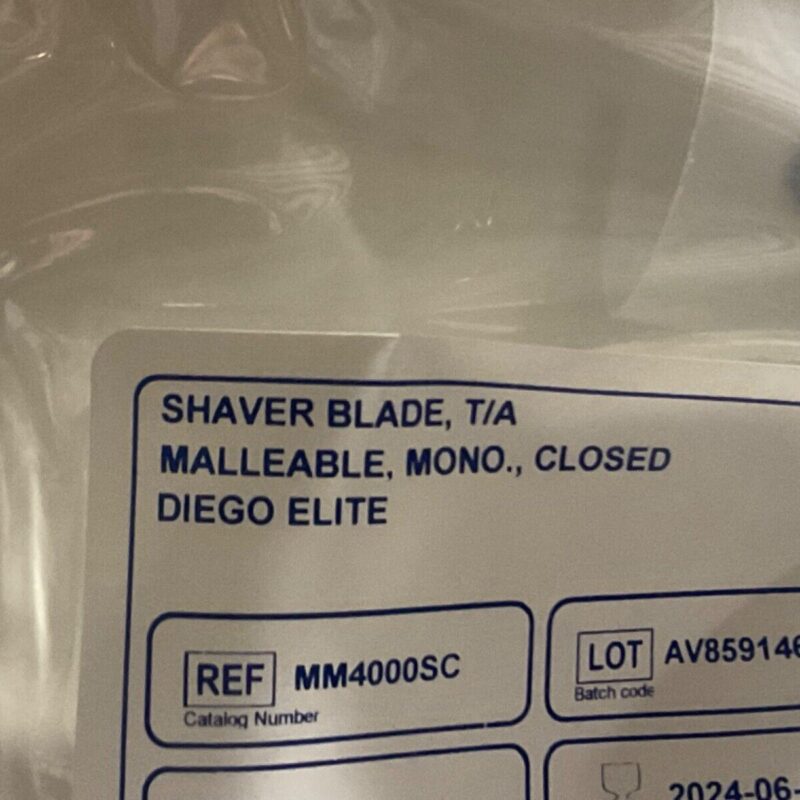 SHAVER BLADE, T/A
MALLEABLE, MONO., CLOSED
DIEGO ELITE
REF MM4000SC
Catalog Number
LOT AV859146
Batch code
2024-06-